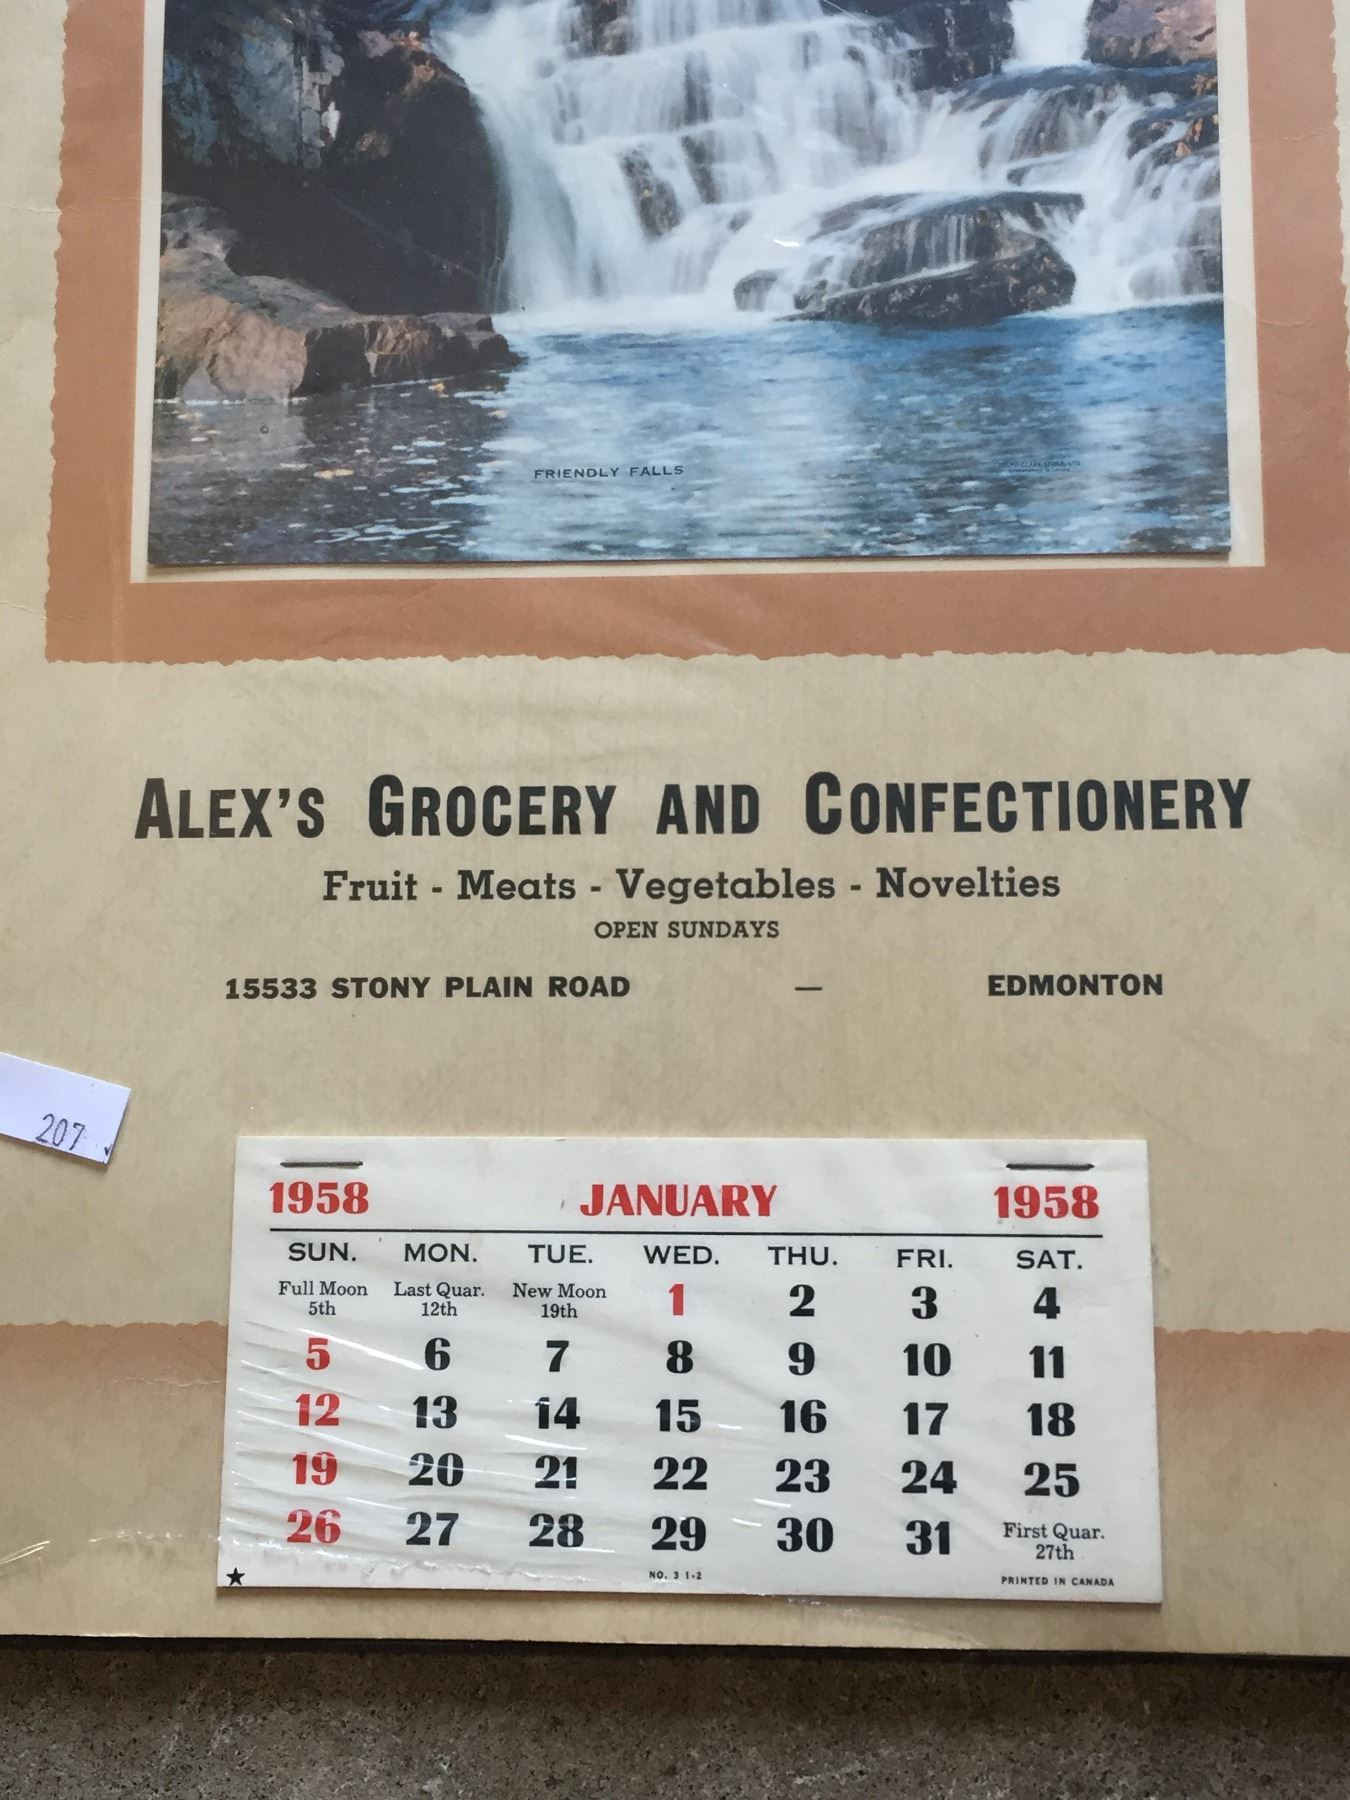 FRIENDLY FALLS
ALEX'S GROCERY AND CONFECTIONERY
Fruit - Meats - Vegetables - Novelties
OPEN SUNDAYS
15533 STONY PLAIN ROAD — EDMONTON
207
1958 JANUARY 1958
SUN. MON. TUE. WED. THU. FRI. SAT.
Full Moon 5th Last Quar. 12th New Moon 19th 1 2 3 4
5 6 7 8 9 10 11
12 13 14 15 16 17 18
19 20 21 22 23 24 25
26 27 28 29 30 31 First Quar. 27th
NO. 3 1-2 PRINTED IN CANADA